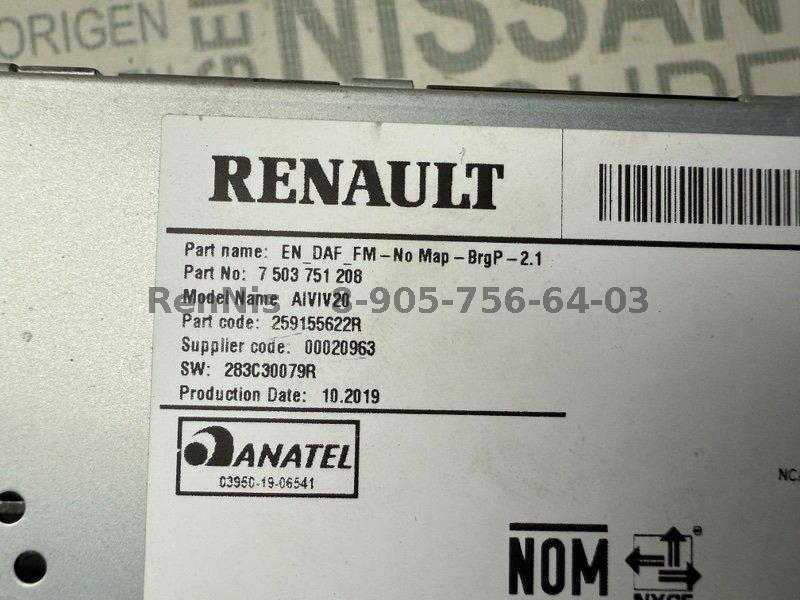 ORIGEN
NISSAN
RENAULT
Part name: EN_DAF_FM-No Map-BrgP-2.1
Part No: 7 503 751 208
Model Name AIVIV20
RenNis 8-905-756-64-03
Part code: 259155622R
Supplier code: 00020963
SW: 283C30079R
Production Date: 10.2019
ANATEL
03950-19-06541
NOM
NYCE